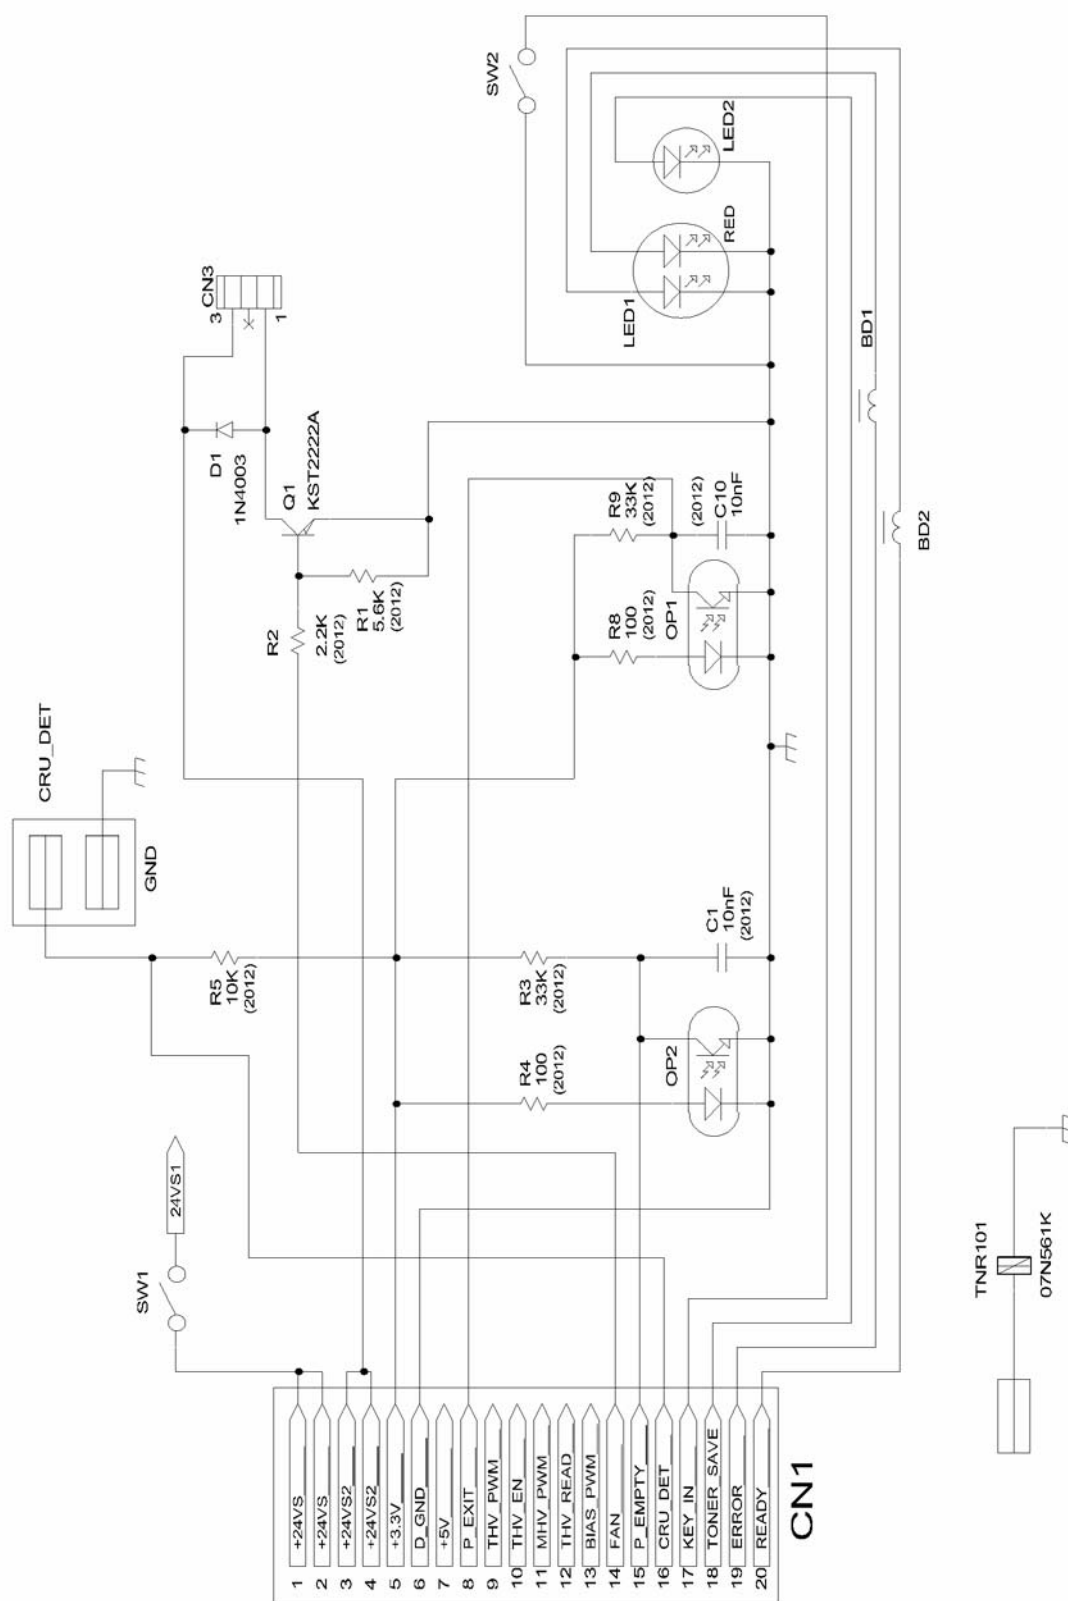 SW2
LED2
RED
LED1
CN3
3
1
D1
1N4003
Q1
KST2222A
BD1
BD2
R9
33K
(2012)
(2012)
C10
10nF
R8
100
(2012)
OP1
R1
5.6K
(2012)
R2
2.2K
(2012)
CRU_DET
GND
R5
10K
(2012)
R3
33K
(2012)
C1
10nF
(2012)
R4
100
(2012)
OP2
24VS1
SW1
TNR101
07N561K
1 +24VS
2 +24VS
3 +24VS2
4 +24VS2
5 +3.3V
6 D_GND
7 +5V
8 P_EXIT
9 THV_PWM
10 THV_EN
11 MHV_PWM
12 THV_READ
13 BIAS_PWM
14 FAN
15 P_EMPTY
16 CRU_DET
17 KEY_IN
18 TONER_SAVE
19 ERROR
20 READY
CN1